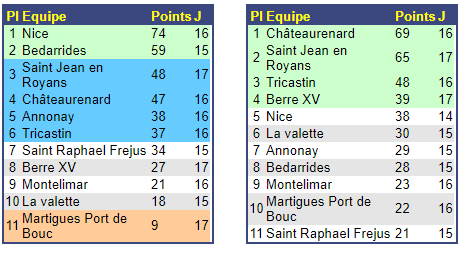 Pl Equipe Points J
1 Nice 74 16
2 Bedarrides 59 15
3 Saint Jean en Royans 48 17
4 Châteaurenard 47 16
5 Annonay 38 16
6 Tricastin 37 16
7 Saint Raphael Frejus 34 15
8 Berre XV 27 17
9 Montelimar 21 16
10 La valette 18 15
11 Martigues Port de Bouc 9 17
Pl Equipe Points J
1 Châteaurenard 69 16
2 Saint Jean en Royans 65 17
3 Tricastin 48 16
4 Berre XV 39 17
5 Nice 38 14
6 La valette 30 15
7 Annonay 29 15
8 Bedarrides 28 15
9 Montelimar 23 16
10 Martigues Port de Bouc 22 16
11 Saint Raphael Frejus 21 15